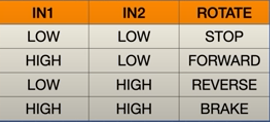 IN1 IN2 ROTATE
LOW LOW STOP
HIGH LOW FORWARD
LOW HIGH REVERSE
HIGH HIGH BRAKE